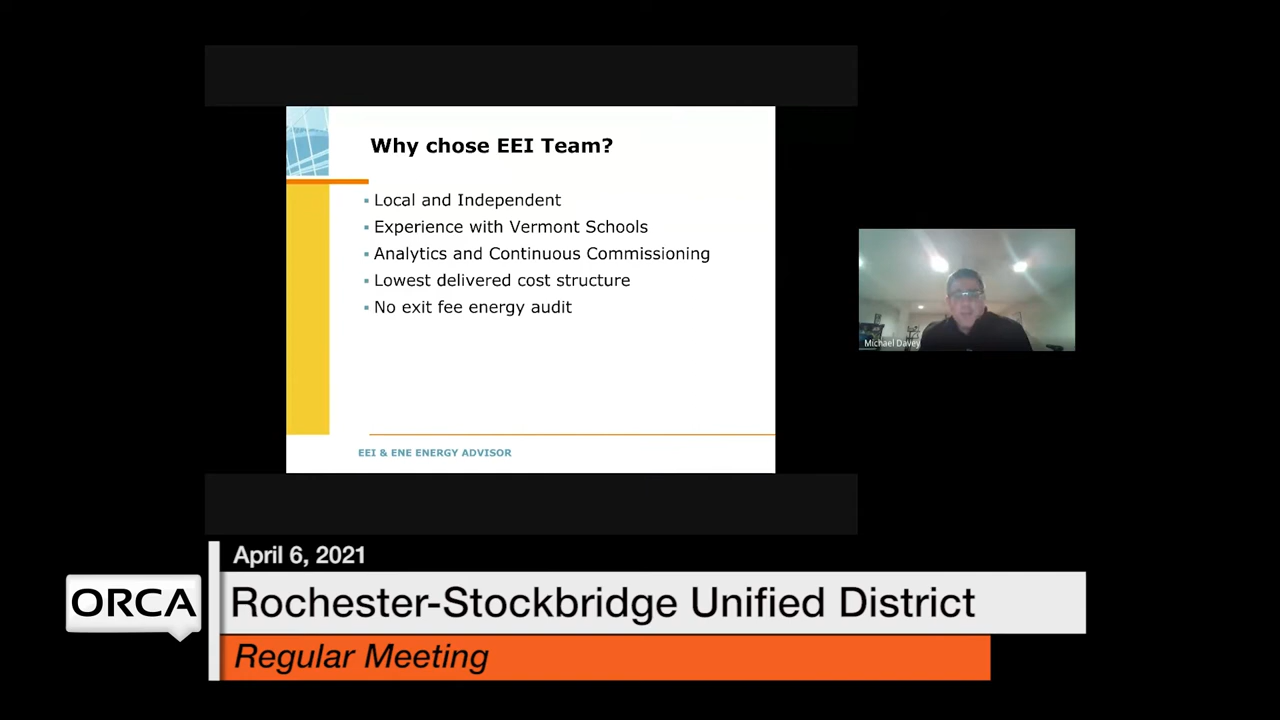 Why chose EEI Team?
Local and Independent
Experience with Vermont Schools
Analytics and Continuous Commissioning
Lowest delivered cost structure
No exit fee energy audit
EEI & ENE ENERGY ADVISOR
Michael Davey
April 6, 2021
ORCA
Rochester-Stockbridge Unified District
Regular Meeting